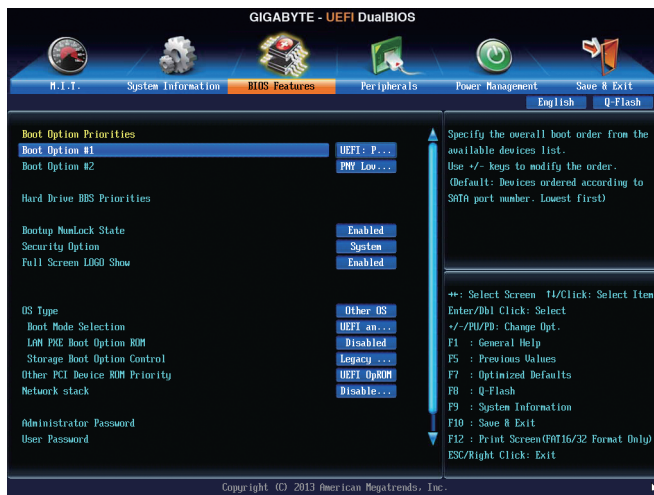 GIGABYTE - UEFI DualBIOS
M.I.T. System Information BIOS Features Peripherals Power Management Save & Exit
English Q-Flash
Boot Option Priorities
Boot Option #1 UEFI: P...
Boot Option #2 PNY Lov...
Hard Drive BBS Priorities
Bootup NumLock State Enabled
Security Option System
Full Screen LOGO Show Enabled
OS Type Other OS
Boot Mode Selection UEFI an...
LAN PXE Boot Option ROM Disabled
Storage Boot Option Control Legacy ...
Other PCI Device ROM Priority UEFI OpROM
Network stack Disable...
Administrator Password
User Password
Specify the overall boot order from the
available devices list.
Use +/- keys to modify the order.
(Default: Devices ordered according to
SATA port number. Lowest first)
→←: Select Screen ↑↓/Click: Select Item
Enter/Dbl Click: Select
+/-/PU/PD: Change Opt.
F1 : General Help
F5 : Previous Values
F7 : Optimized Defaults
F8 : Q-Flash
F9 : System Information
F10 : Save & Exit
F12 : Print Screen(FAT16/32 Format Only)
ESC/Right Click: Exit
Copyright (C) 2013 American Megatrends, Inc.